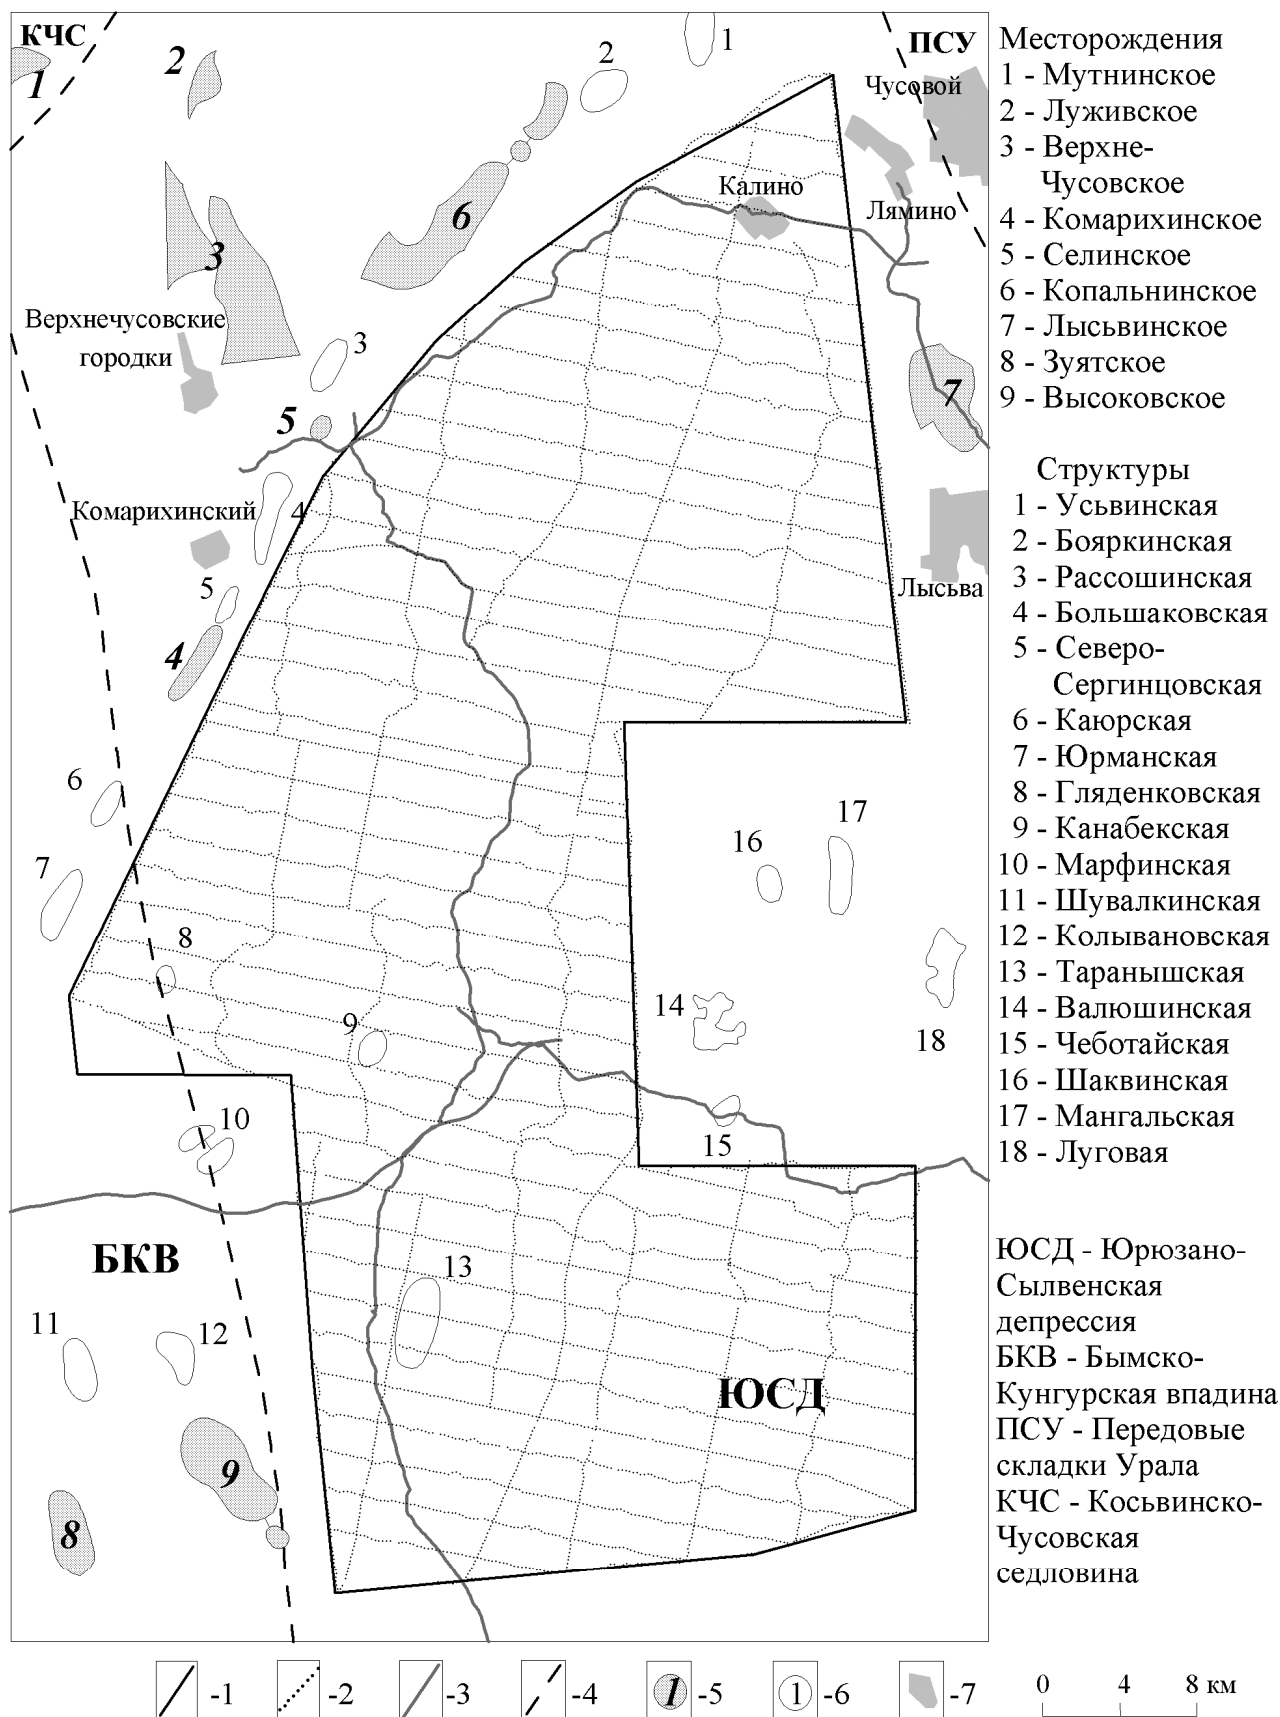 КЧС
ПСУ
1
2
2
1
Чусовой
1
Калино
Лямино
6
3
Верхнечусовские
городки
3
7
5
Комарихинский
4
Лысьва
5
4
6
17
16
7
8
14
9
18
10
15
БКВ
13
11
12
ЮСД
9
8
Месторождения
1 - Мутнинское
2 - Луживское
3 - Верхне-
Чусовское
4 - Комарихинское
5 - Селинское
6 - Копальнинское
7 - Лысьвинское
8 - Зуятское
9 - Высоковское
Структуры
1 - Усьвинская
2 - Бояркинская
3 - Рассошинская
4 - Большаковская
5 - Северо-
Сергинцовская
6 - Каюрская
7 - Юрманская
8 - Гляденковская
9 - Канабекская
10 - Марфинская
11 - Шувалкинская
12 - Колывановская
13 - Таранышская
14 - Валюшинская
15 - Чеботайская
16 - Шаквинская
17 - Мангальская
18 - Луговая
ЮСД - Юрюзано-
Сылвенская
депрессия
БКВ - Бымско-
Кунгурская впадина
ПСУ - Передовые
складки Урала
КЧС - Косьвинско-
Чусовская
седловина
-1 -2 -3 -4 1 -5 1 -6 -7 0 4 8 км